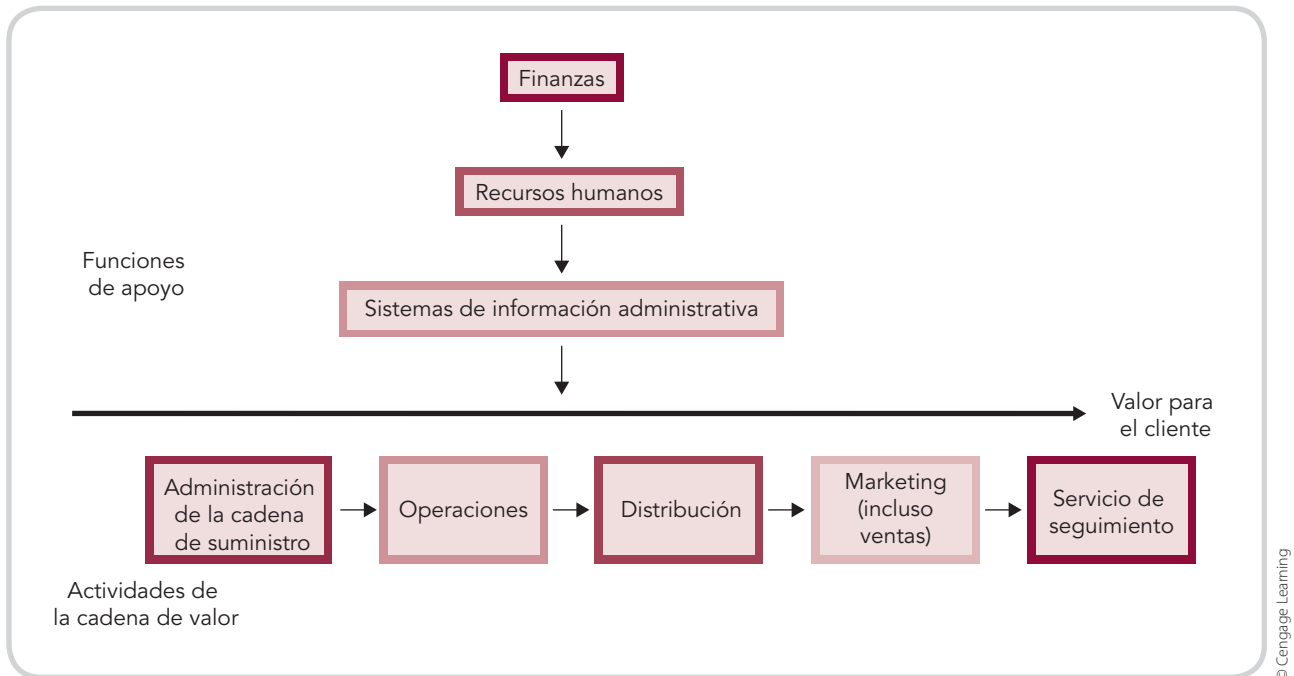 Finanzas
Recursos humanos
Funciones
de apoyo
Sistemas de información administrativa
Valor para
el cliente
Administración
de la cadena
de suministro
Operaciones
Distribución
Marketing
(incluso
ventas)
Servicio de
seguimiento
Actividades de
la cadena de valor
© Cengage Learning